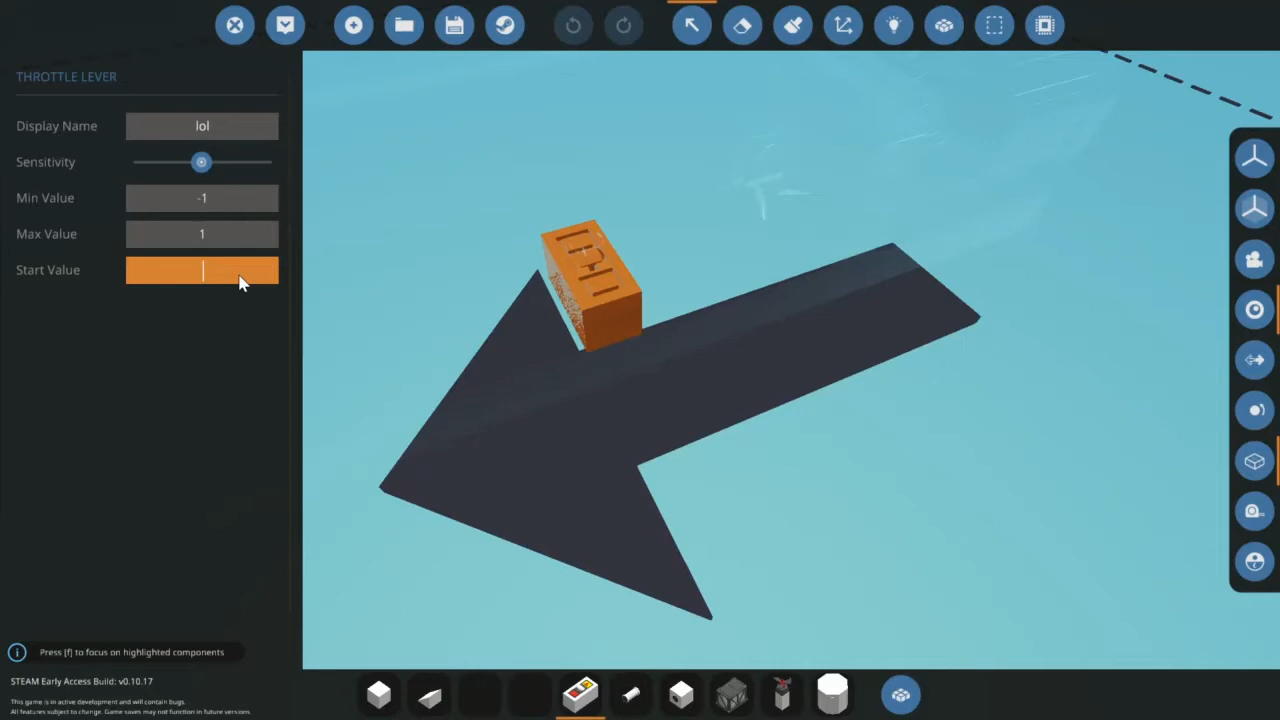 THROTTLE LEVER
Display Name lol
Sensitivity
Min Value -1
Max Value 1
Start Value
Press [f] to focus on highlighted components
STEAM Early Access Build: v0.10.17
This game is in active development and will contain bugs.
All features subject to change. Game saves may not function in future versions.